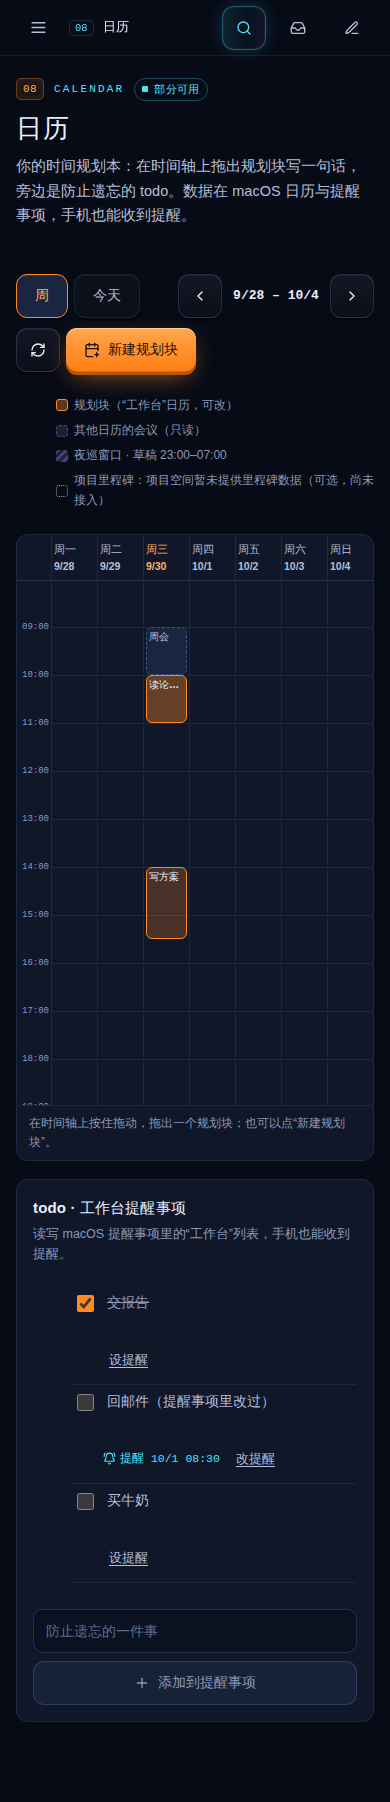 08 日历
08 CALENDAR 部分可用
日历
你的时间规划本：在时间轴上拖出规划块写一句话，
旁边是防止遗忘的 todo。数据在 macOS 日历与提醒
事项，手机也能收到提醒。
周 今天 9/28 – 10/4
新建规划块
规划块（“工作台”日历，可改）
其他日历的会议（只读）
夜巡窗口 · 草稿 23:00–07:00
项目里程碑：项目空间暂未提供里程碑数据（可选，尚未
接入）
周一 周二 周三 周四 周五 周六 周日
9/28 9/29 9/30 10/1 10/2 10/3 10/4
09:00
周会
10:00
读论…
11:00
12:00
13:00
14:00
写方案
15:00
16:00
17:00
18:00
在时间轴上按住拖动，拖出一个规划块；也可以点“新建规划
块”。
todo · 工作台提醒事项
读写 macOS 提醒事项里的“工作台”列表，手机也能收到
提醒。
交报告
设提醒
回邮件（提醒事项里改过）
提醒 10/1 08:30 改提醒
买牛奶
设提醒
防止遗忘的一件事
添加到提醒事项